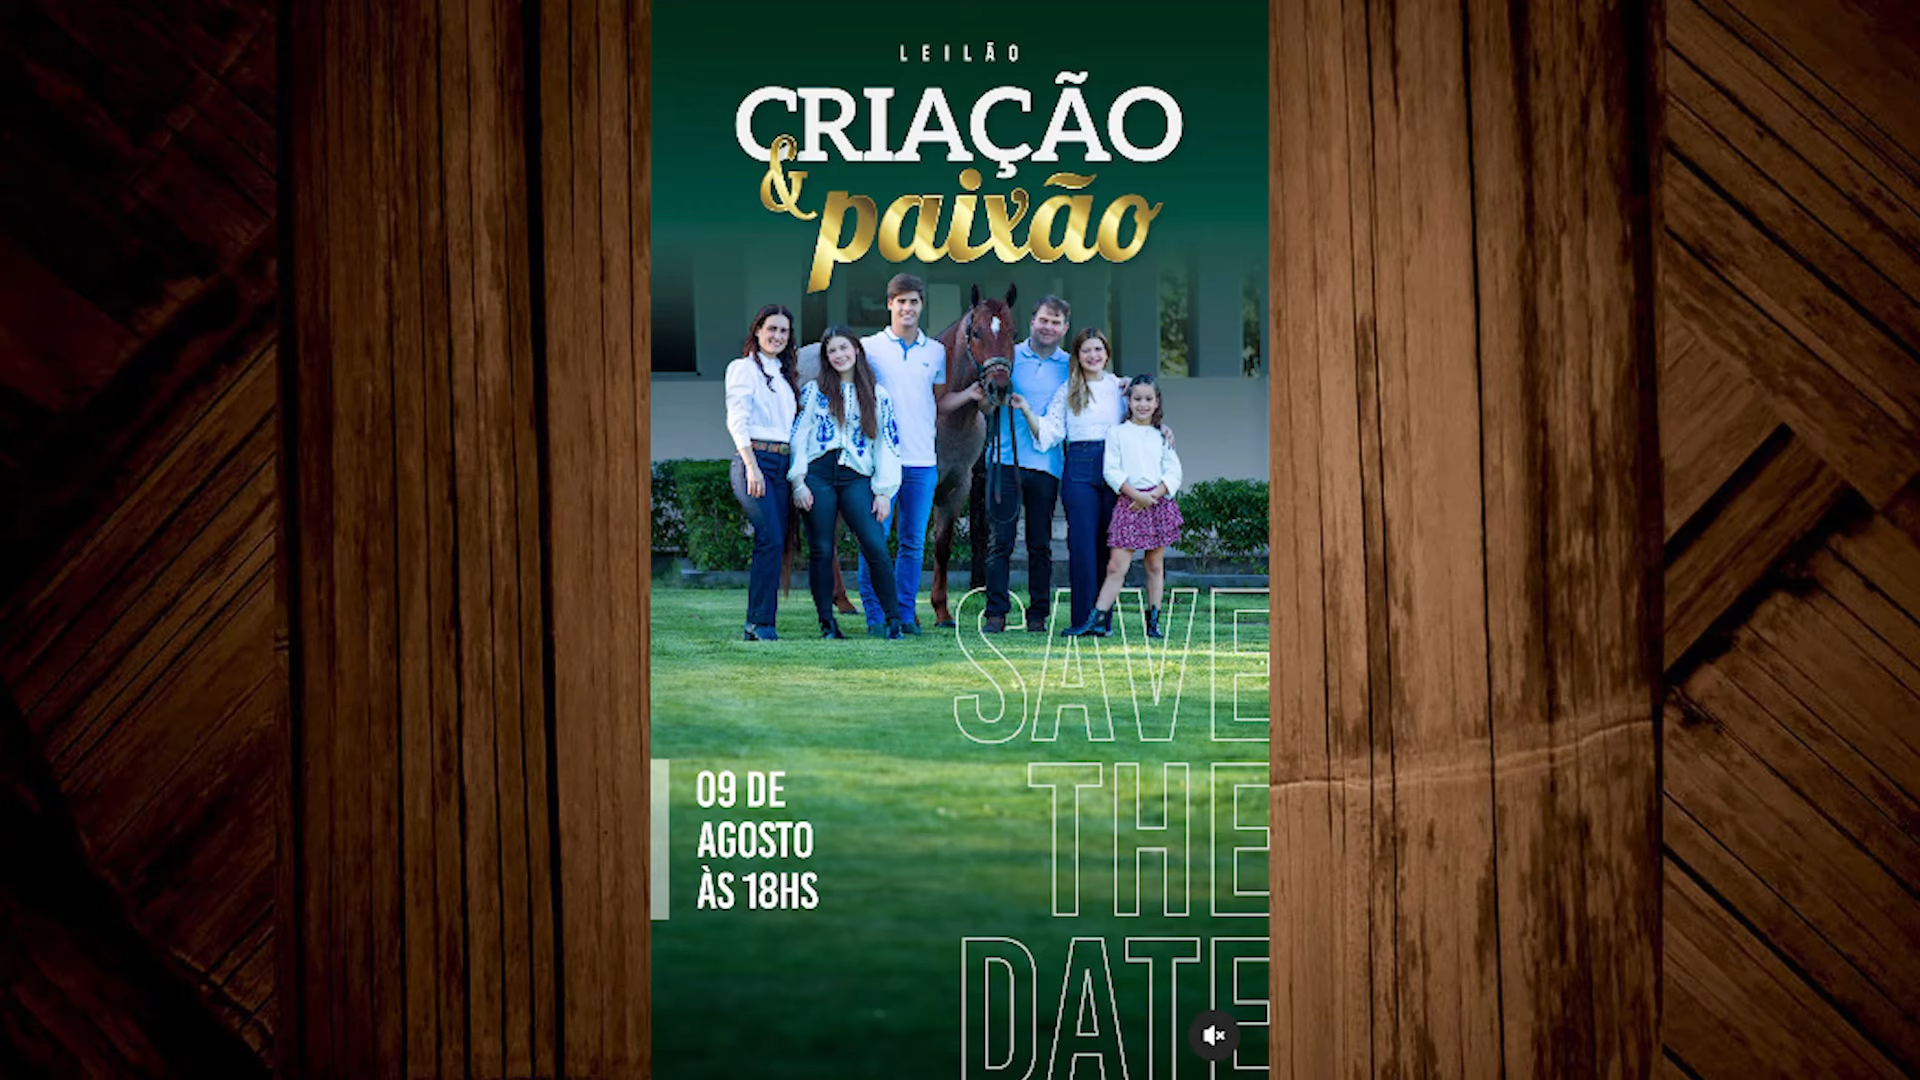 LEILÃO
CRIAÇÃO
& paixão
09 DE
AGOSTO
ÀS 18HS
SAVE
THE
DATE